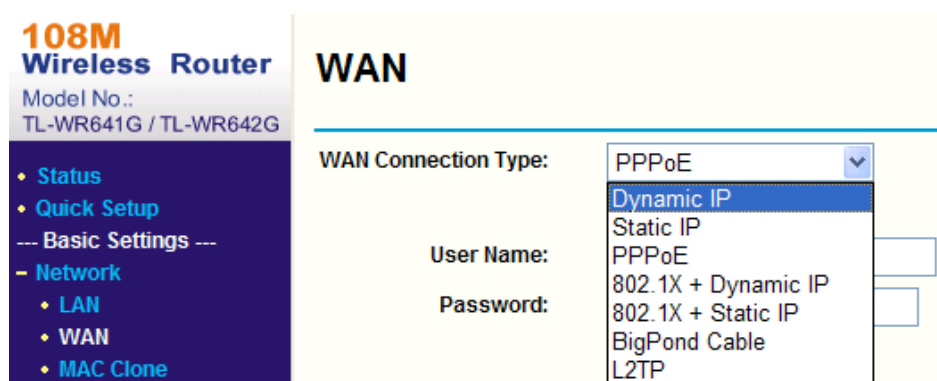 108M
Wireless Router
Model No.:
TL-WR641G / TL-WR642G
• Status
• Quick Setup
--- Basic Settings ---
– Network
• LAN
• WAN
• MAC Clone
WAN
WAN Connection Type:
PPPoE
Dynamic IP
Static IP
PPPoE
802.1X + Dynamic IP
802.1X + Static IP
BigPond Cable
L2TP
User Name:
Password: